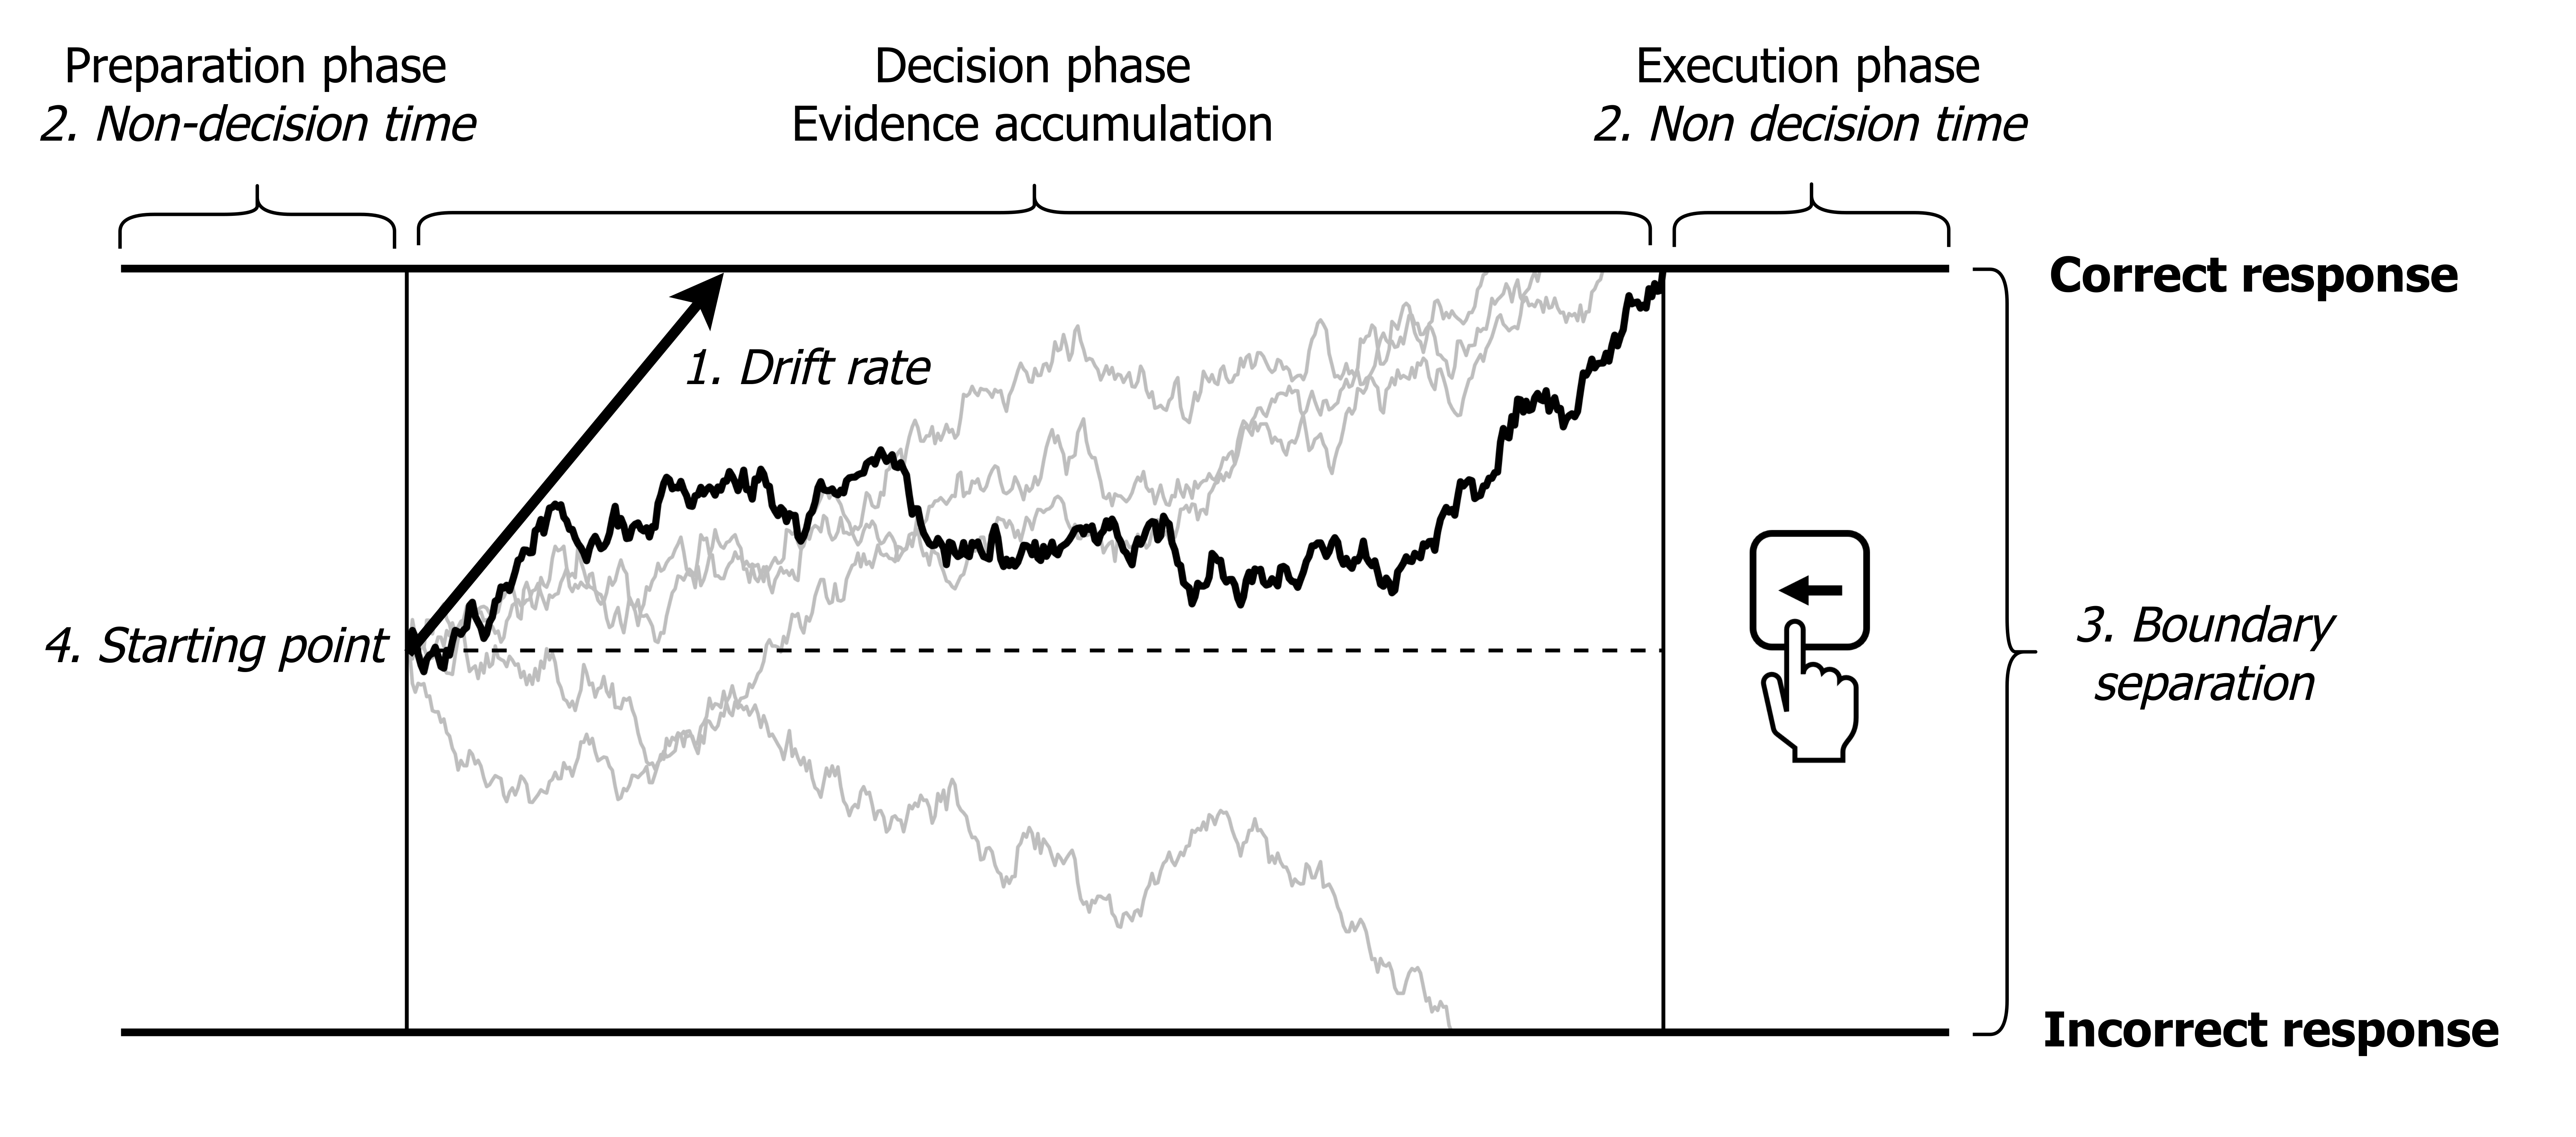 Preparation phase
2. Non-decision time
Decision phase
Evidence accumulation
Execution phase
2. Non decision time
Correct response
1. Drift rate
4. Starting point
3. Boundary
separation
Incorrect response